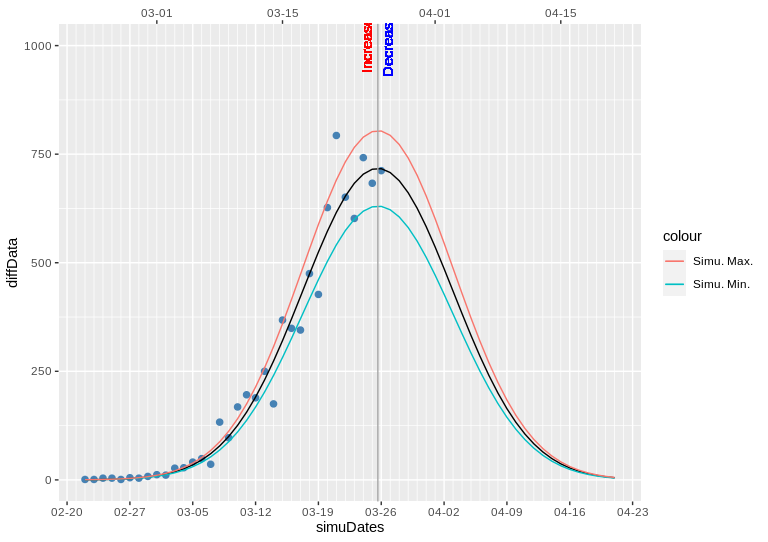 03-01 03-15 04-01 04-15
1000
750
500
250
0
diffData
02-20 02-27 03-05 03-12 03-19 03-26 04-02 04-09 04-16 04-23
simuDates
colour
Simu. Max.
Simu. Min.